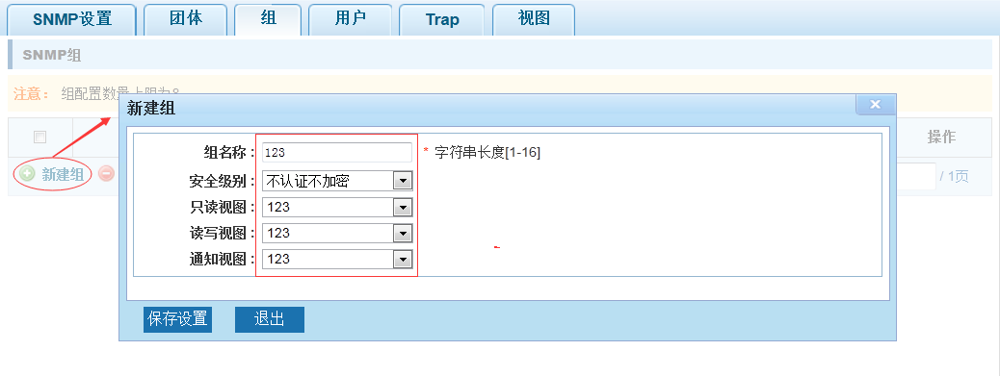 SNMP设置 团体 组 用户 Trap 视图
SNMP组
注意： 组配置数量上限为8
新建组
组名称： 123 * 字符串长度[1-16]
操作
安全级别： 不认证不加密
新建组
/ 1页
只读视图： 123
读写视图： 123
通知视图： 123
保存设置 退出